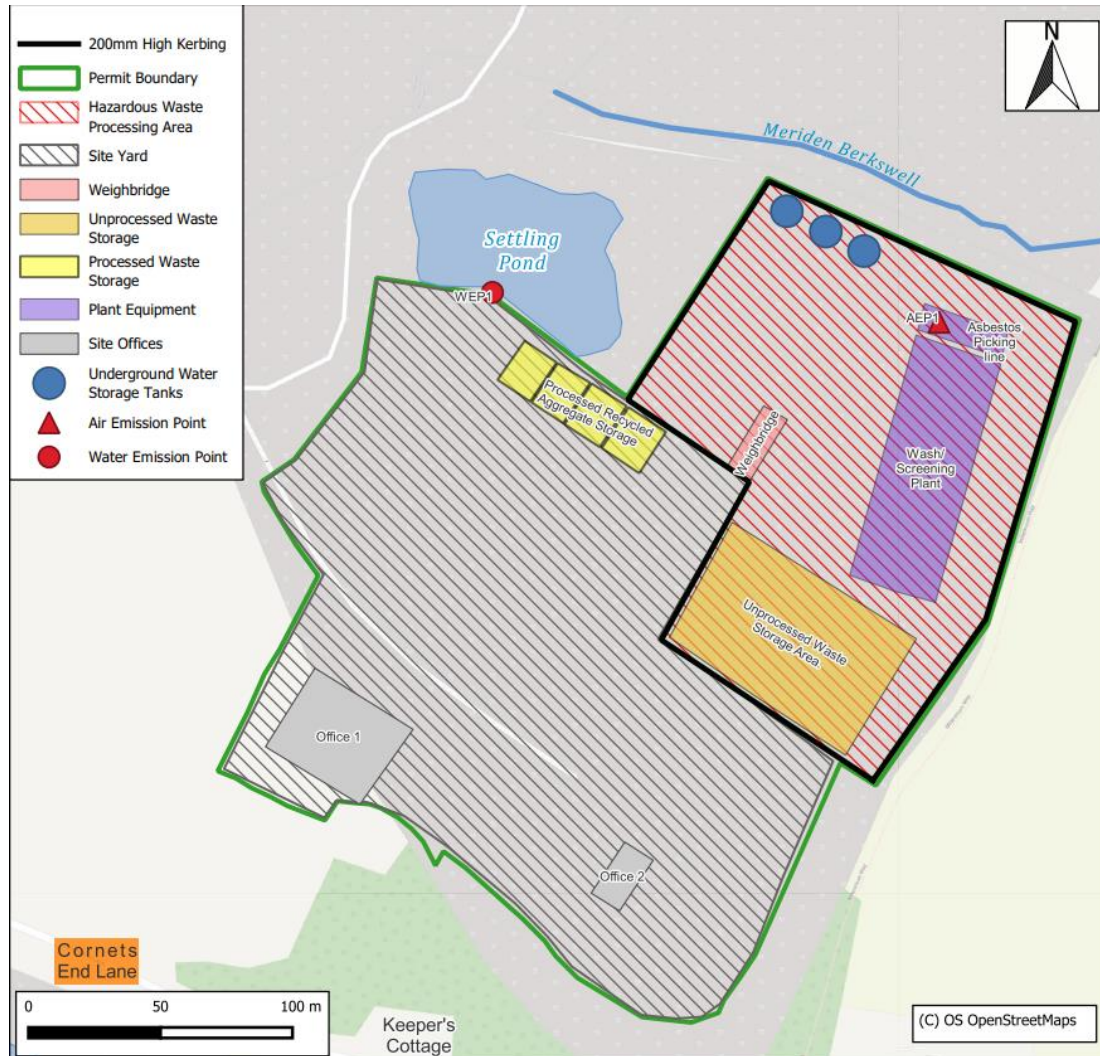 200mm High Kerbing
Permit Boundary
Hazardous Waste
Processing Area
Site Yard
Weighbridge
Unprocessed Waste
Storage
Processed Waste
Storage
Plant Equipment
Site Offices
Underground Water
Storage Tanks
Air Emission Point
Water Emission Point
N
Meriden Berkswell
Settling
Pond
WEP1
AEP1
Asbestos
Picking
line
Processed Recycled
Aggregate Storage
Weighbridge
Wash/
Screening
Plant
Unprocessed Waste
Storage Area
Office 1
Office 2
Cornets
End Lane
0 50 100 m
Keeper's
Cottage
(C) OS OpenStreetMaps